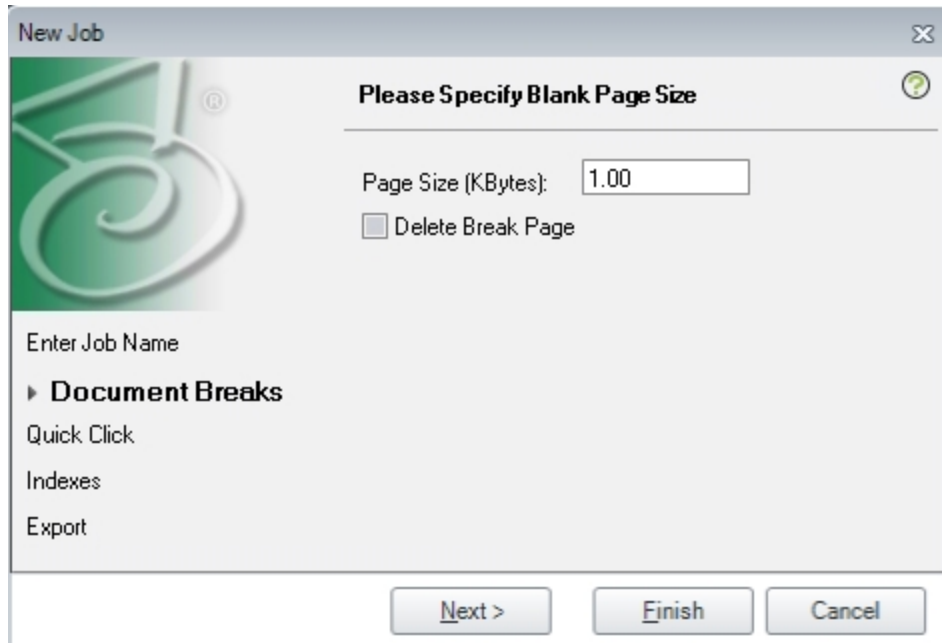 New Job
®
Please Specify Blank Page Size
?
Page Size (KBytes): 1.00
Delete Break Page
Enter Job Name
Document Breaks
Quick Click
Indexes
Export
Next > Finish Cancel